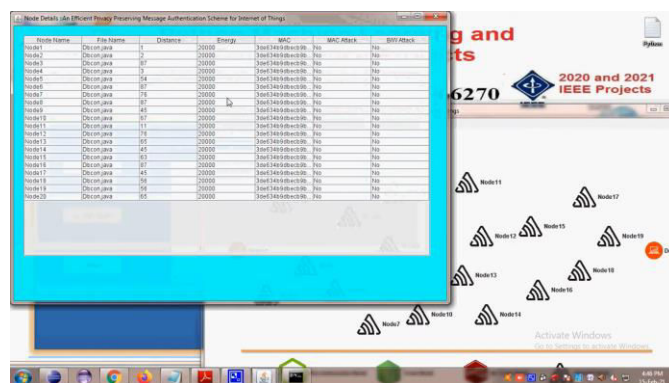 Node Details ::An Efficient Privacy Preserving Message Authentication Scheme for Internet of Things
Node Name File Name Distance Energy MAC MAC Attack BW Attack
Node1 Dbcon.java 1 20000 3de634b9dbecb9b... No No
Node2 Dbcon.java 2 20000 3de634b9dbecb9b... No No
Node3 Dbcon.java 87 20000 3de634b9dbecb9b... No No
Node4 Dbcon.java 3 20000 3de634b9dbecb9b... No No
Node5 Dbcon.java 54 20000 3de634b9dbecb9b... No No
Node6 Dbcon.java 87 20000 3de634b9dbecb9b... No No
Node7 Dbcon.java 76 20000 3de634b9dbecb9b... No No
Node8 Dbcon.java 87 20000 3de634b9dbecb9b... No No
Node9 Dbcon.java 45 20000 3de634b9dbecb9b... No No
Node10 Dbcon.java 67 20000 3de634b9dbecb9b... No No
Node11 Dbcon.java 11 20000 3de634b9dbecb9b... No No
Node12 Dbcon.java 78 20000 3de634b9dbecb9b... No No
Node13 Dbcon.java 65 20000 3de634b9dbecb9b... No No
Node14 Dbcon.java 45 20000 3de634b9dbecb9b... No No
Node15 Dbcon.java 83 20000 3de634b9dbecb9b... No No
Node16 Dbcon.java 87 20000 3de634b9dbecb9b... No No
Node17 Dbcon.java 45 20000 3de634b9dbecb9b... No No
Node18 Dbcon.java 56 20000 3de634b9dbecb9b... No No
Node19 Dbcon.java 58 20000 3de634b9dbecb9b... No No
Node20 Dbcon.java 65 20000 3de634b9dbecb9b... No No
g and
cts
6270
2020 and 2021
IEEE Projects
Node11
Node17
Node12
Node15
Node19
Node13
Node18
Node16
Node7
Node10
Node14
Activate Windows
Go to Settings to activate Windows.
4:46 PM